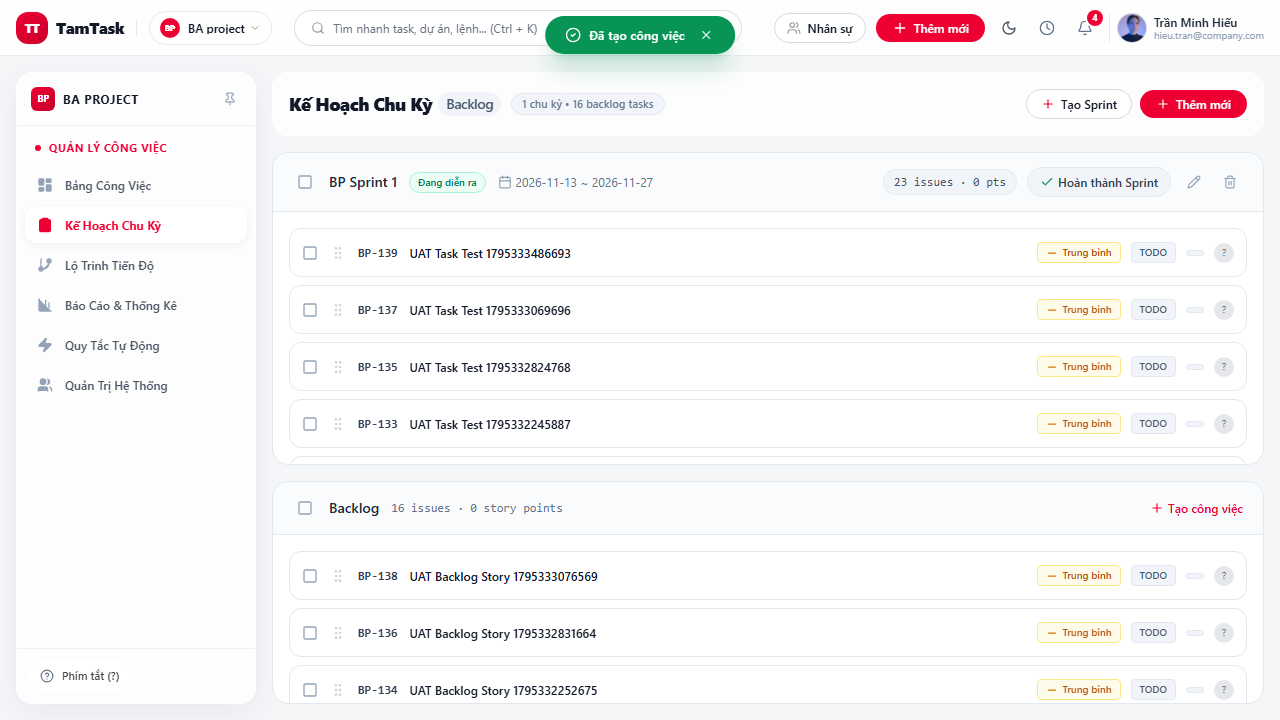 TT TamTask
BP BA project
Tìm nhanh task, dự án, lệnh... (Ctrl + K)
Đã tạo công việc
Nhân sự
Thêm mới
4
Trần Minh Hiếu
hieu.tran@company.com
BP BA PROJECT
QUẢN LÝ CÔNG VIỆC
Bảng Công Việc
Kế Hoạch Chu Kỳ
Lộ Trình Tiến Độ
Báo Cáo & Thống Kê
Quy Tắc Tự Động
Quản Trị Hệ Thống
Phím tắt (?)
Kế Hoạch Chu Kỳ Backlog 1 chu kỳ • 16 backlog tasks
Tạo Sprint
Thêm mới
BP Sprint 1 Đang diễn ra 2026-11-13 ~ 2026-11-27 23 issues · 0 pts Hoàn thành Sprint
BP-139 UAT Task Test 1795333486693 Trung bình TODO ?
BP-137 UAT Task Test 1795333069696 Trung bình TODO ?
BP-135 UAT Task Test 1795332824768 Trung bình TODO ?
BP-133 UAT Task Test 1795332245887 Trung bình TODO ?
Backlog 16 issues · 0 story points Tạo công việc
BP-138 UAT Backlog Story 1795333076569 Trung bình TODO ?
BP-136 UAT Backlog Story 1795332831664 Trung bình TODO ?
BP-134 UAT Backlog Story 1795332252675 Trung bình TODO ?